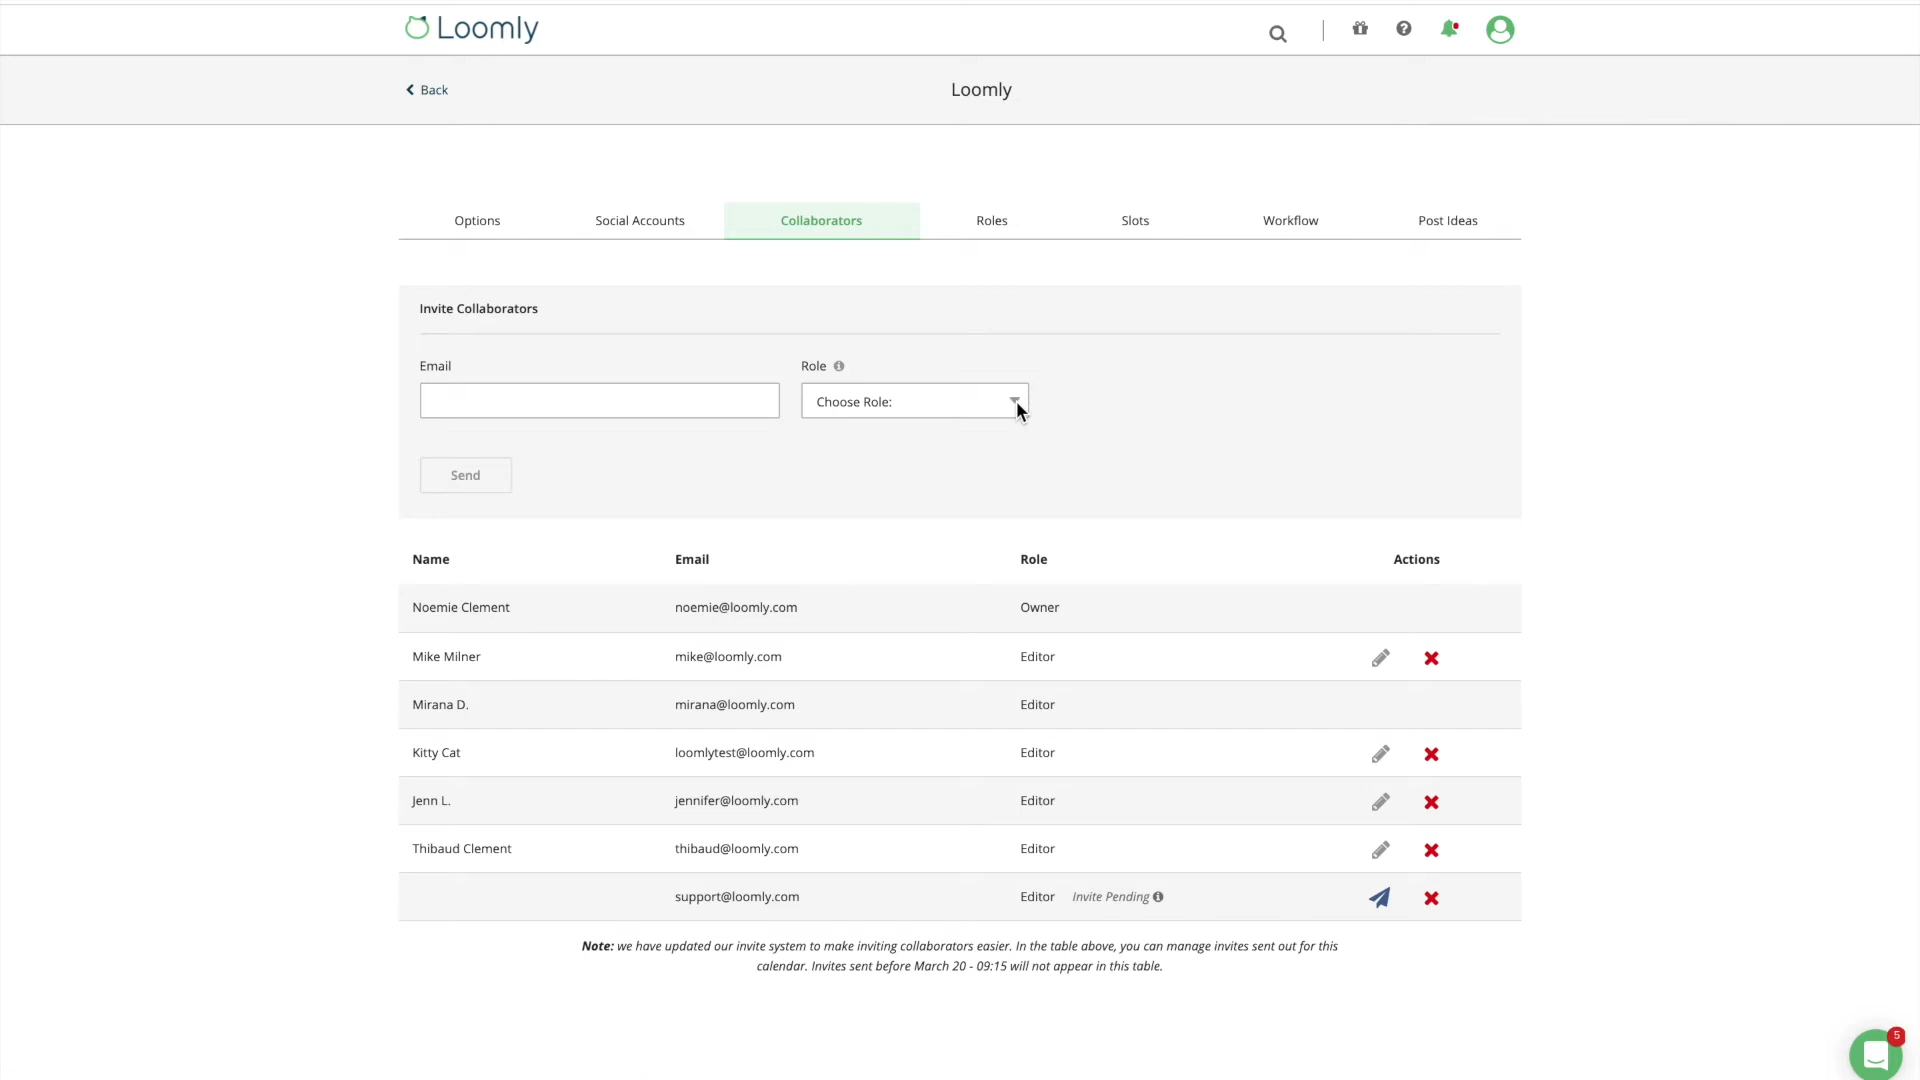 Loomly
Back
Loomly
Options Social Accounts Collaborators Roles Slots Workflow Post Ideas
Invite Collaborators
Email Role
Choose Role:
Send
Name Email Role Actions
Noemie Clement noemie@loomly.com Owner
Mike Milner mike@loomly.com Editor
Mirana D. mirana@loomly.com Editor
Kitty Cat loomlytest@loomly.com Editor
Jenn L. jennifer@loomly.com Editor
Thibaud Clement thibaud@loomly.com Editor
support@loomly.com Editor Invite Pending
Note: we have updated our invite system to make inviting collaborators easier. In the table above, you can manage invites sent out for this
calendar. Invites sent before March 20 - 09:15 will not appear in this table.
5